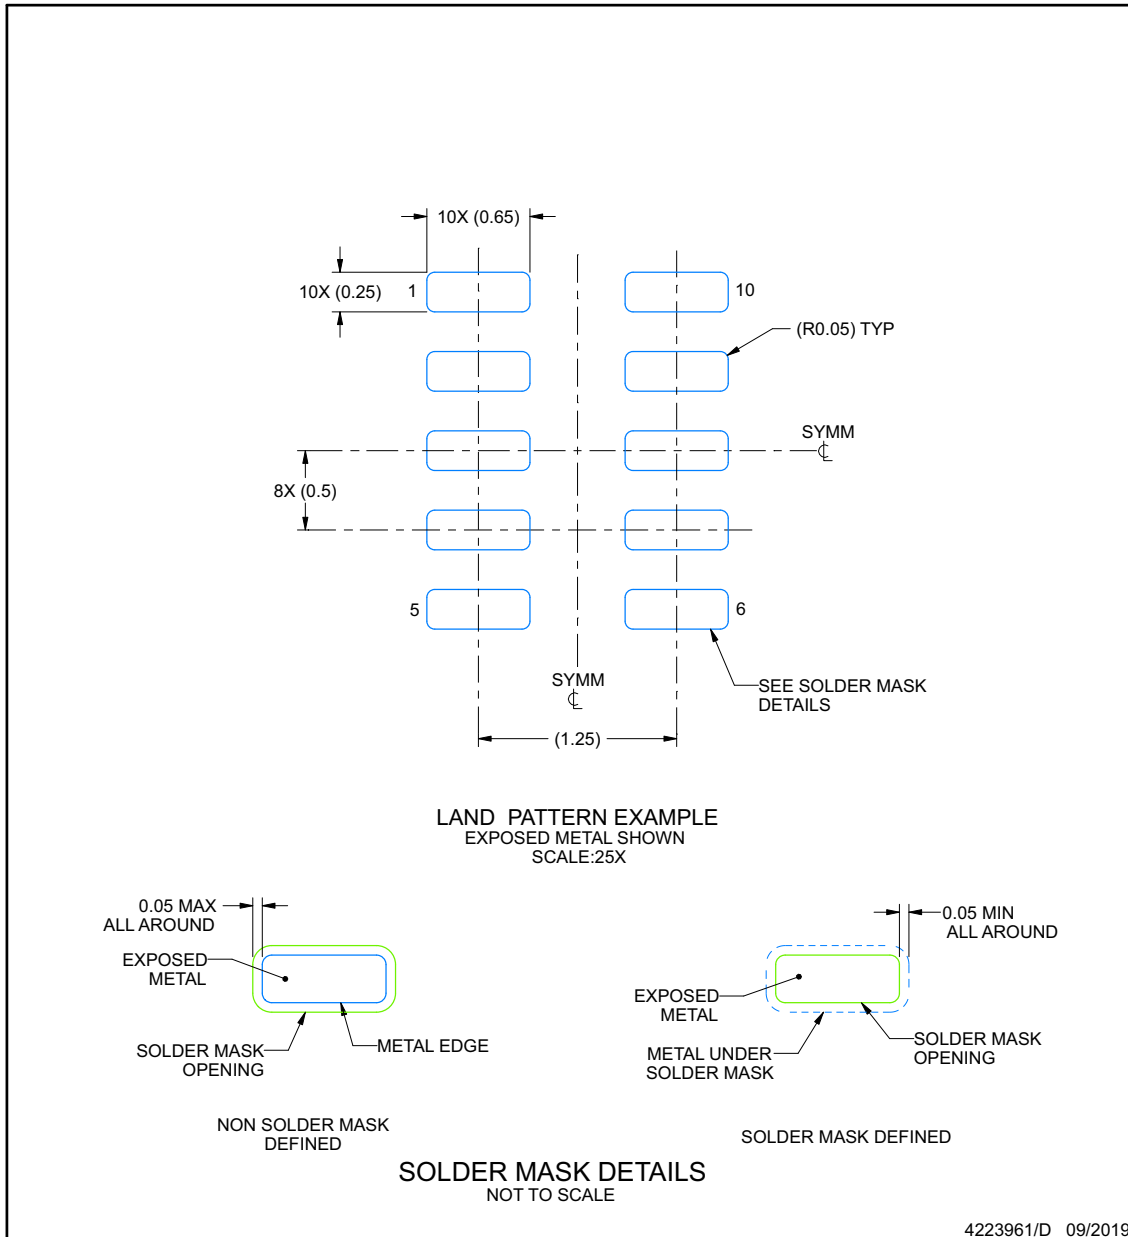 10X (0.65)
10X (0.25)
1
10
(R0.05) TYP
SYMM
8X (0.5)
5
6
SYMM
SEE SOLDER MASK
DETAILS
(1.25)
LAND PATTERN EXAMPLE
EXPOSED METAL SHOWN
SCALE:25X
0.05 MAX
ALL AROUND
EXPOSED
METAL
SOLDER MASK
OPENING
METAL EDGE
NON SOLDER MASK
DEFINED
0.05 MIN
ALL AROUND
EXPOSED
METAL
METAL UNDER
SOLDER MASK
SOLDER MASK
OPENING
SOLDER MASK DEFINED
SOLDER MASK DETAILS
NOT TO SCALE
4223961/D 09/2019